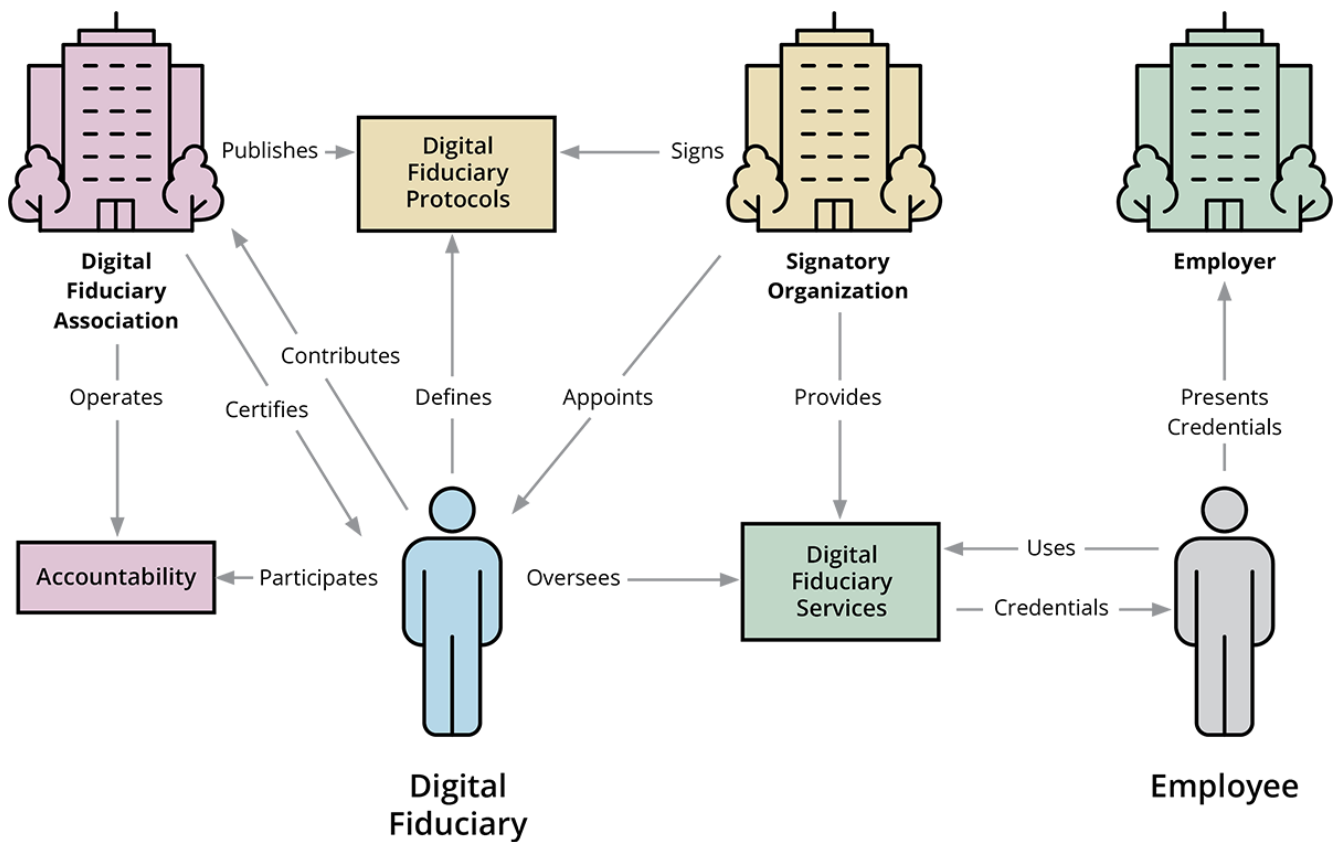 Publishes
Digital
Fiduciary
Protocols
Signs
Digital
Fiduciary
Association
Signatory
Organization
Employer
Contributes
Operates
Certifies
Defines
Appoints
Provides
Presents
Credentials
Accountability
Participates
Oversees
Digital
Fiduciary
Services
Uses
Credentials
Digital
Fiduciary
Employee